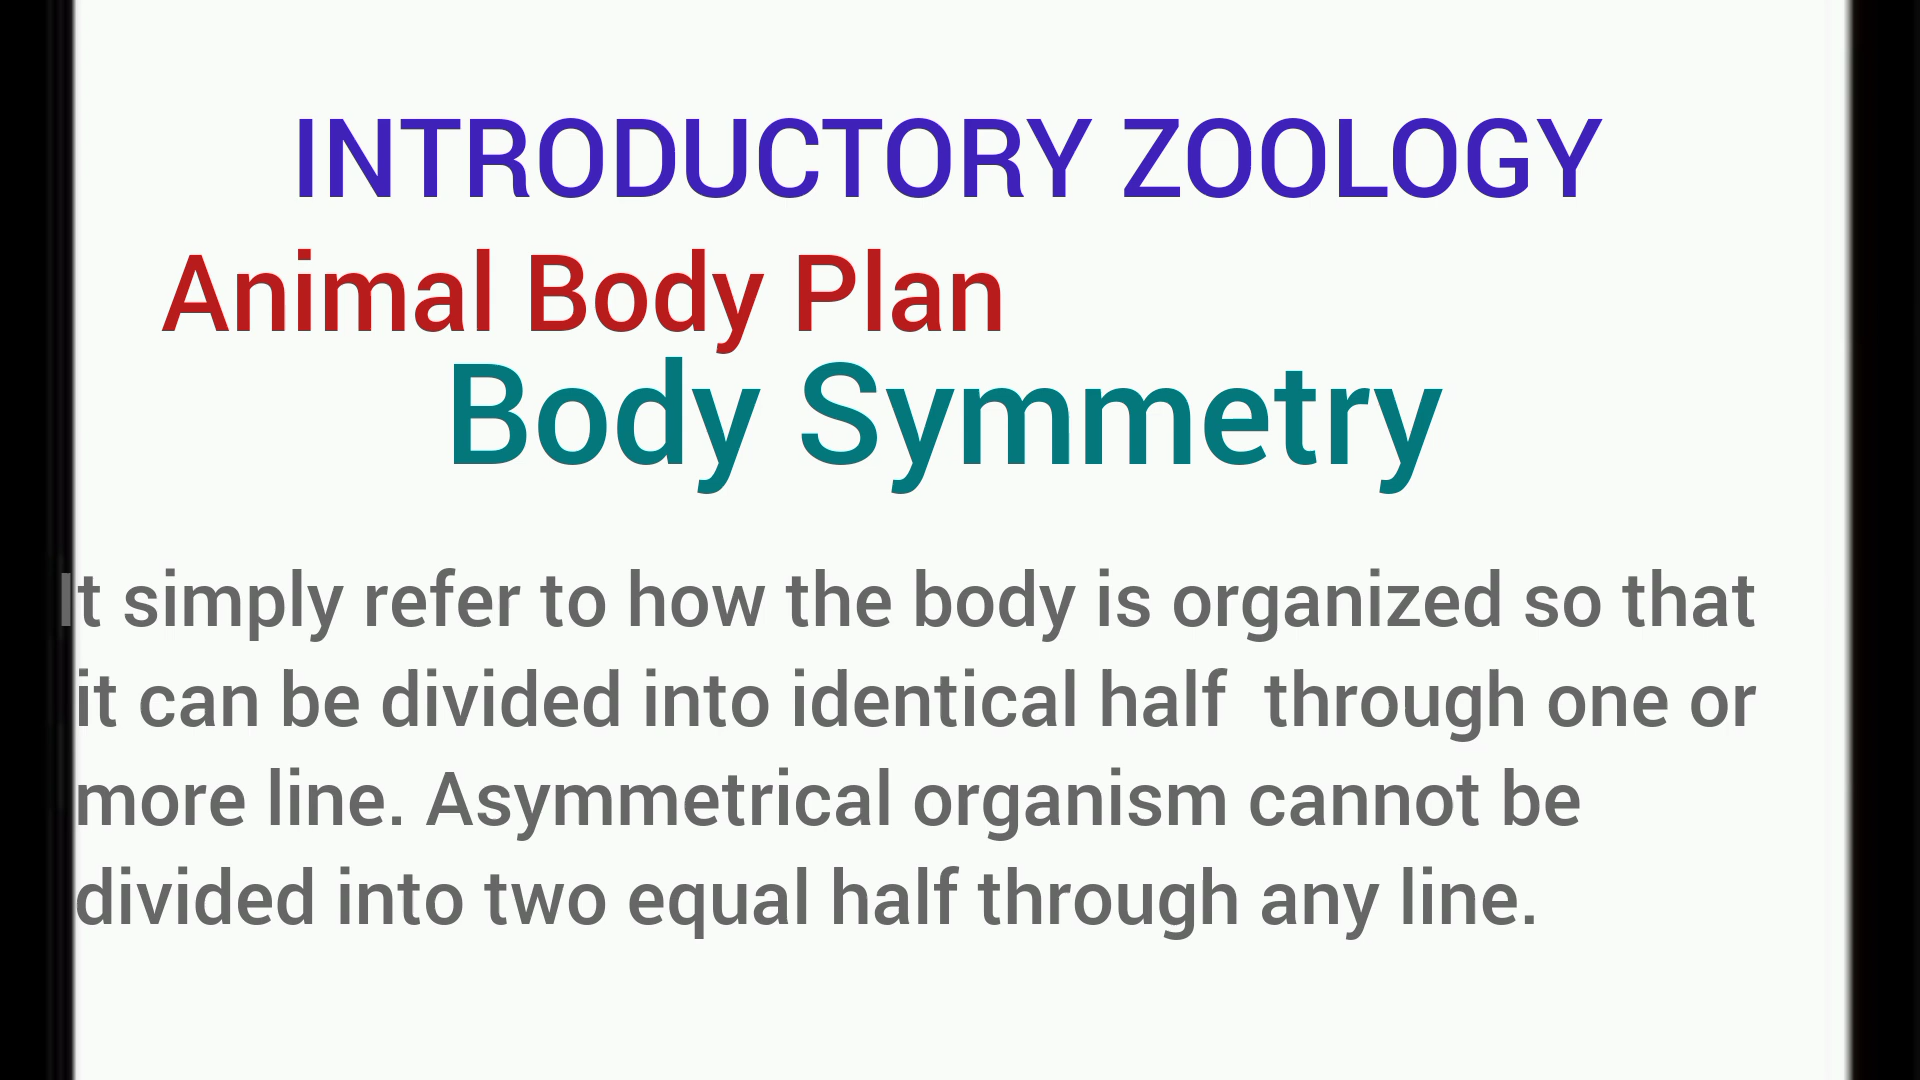 INTRODUCTORY ZOOLOGY
Animal Body Plan
Body Symmetry
It simply refer to how the body is organized so that
it can be divided into identical half  through one or
more line. Asymmetrical organism cannot be
divided into two equal half through any line.